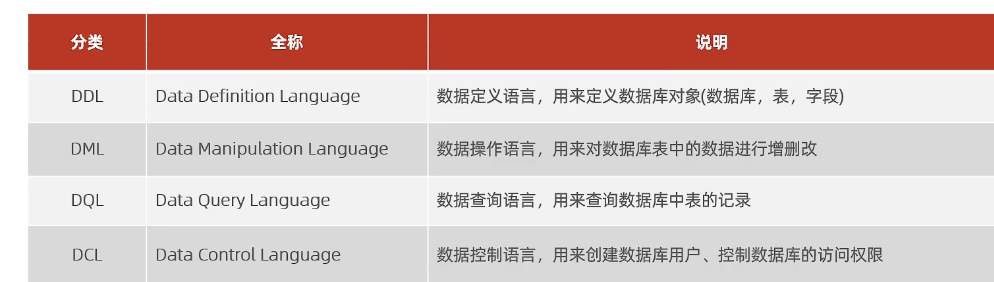 分类 全称 说明
DDL Data Definition Language 数据定义语言，用来定义数据库对象(数据库，表，字段)
DML Data Manipulation Language 数据操作语言，用来对数据库表中的数据进行增删改
DQL Data Query Language 数据查询语言，用来查询数据库中表的记录
DCL Data Control Language 数据控制语言，用来创建数据库用户、控制数据库的访问权限